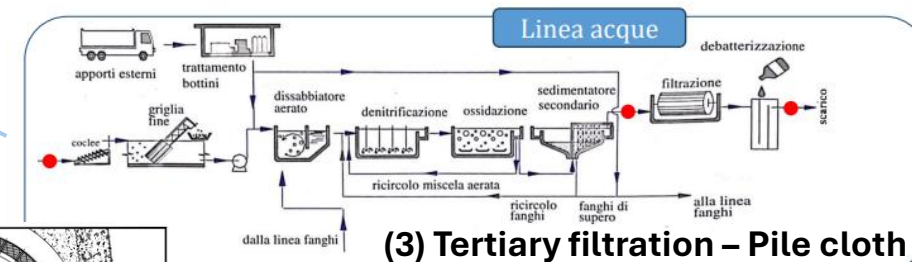 Linea acque
debatterizzazione
apporti esterni
trattamento
bottini
griglia
fine
coclee
dissabbiatore
aerato
denitrificazione
ossidazione
sedimentatore
secondario
filtrazione
scarico
ricircolo miscela aerata
ricircolo
fanghi
fanghi di
supero
alla linea
fanghi
dalla linea fanghi
(3) Tertiary filtration – Pile cloth